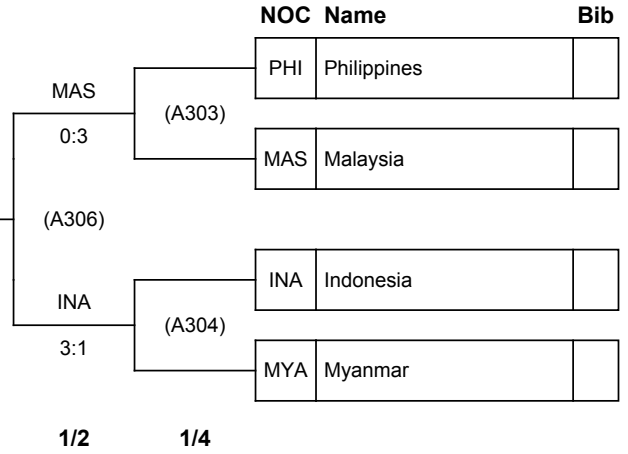 NOC Name Bib
PHI Philippines
MAS
(A303)
0:3
MAS Malaysia
(A306)
INA Indonesia
INA
(A304)
3:1
MYA Myanmar
1/2 1/4